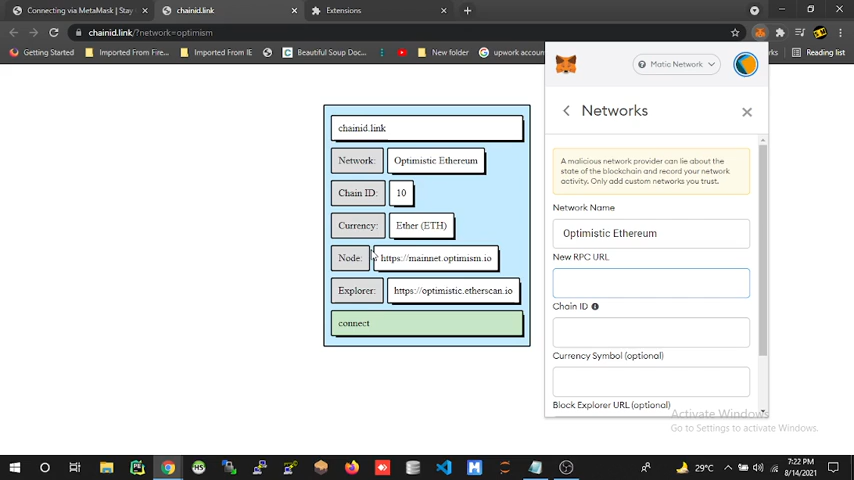 Connecting via MetaMask | Stay
chainid.link
Extensions
chainid.link/?network=optimism
Getting Started
Imported From Fire...
Imported From IE
Beautiful Soup Doc...
New folder
upwork account
Reading list
chainid.link
Network:
Optimistic Ethereum
Chain ID:
10
Currency:
Ether (ETH)
Node:
https://mainnet.optimism.io
Explorer:
https://optimistic.etherscan.io
connect
Matic Network
Networks
A malicious network provider can lie about the
state of the blockchain and record your network
activity. Only add custom networks you trust.
Network Name
Optimistic Ethereum
New RPC URL
Chain ID
Currency Symbol (optional)
Block Explorer URL (optional)
Activate Windows
Go to Settings to activate Windows.
29°C
7:22 PM
8/14/2021